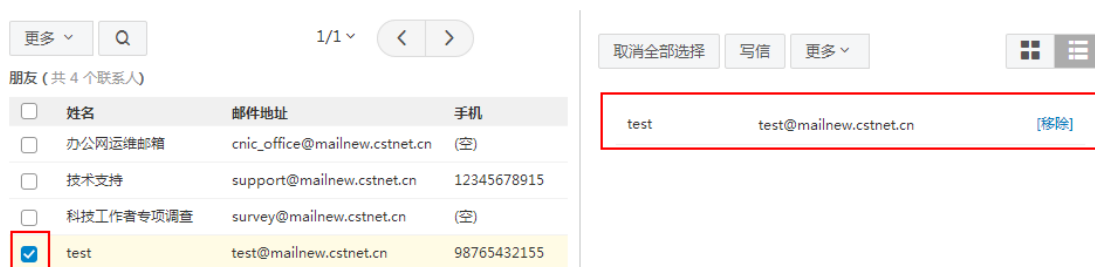 更多
1/1
朋友 (共 4 个联系人)
姓名 邮件地址 手机
办公网运维邮箱 cnic_office@mailnew.cstnet.cn (空)
技术支持 support@mailnew.cstnet.cn 12345678915
科技工作者专项调查 survey@mailnew.cstnet.cn (空)
test test@mailnew.cstnet.cn 98765432155
取消全部选择 写信 更多
test test@mailnew.cstnet.cn [移除]